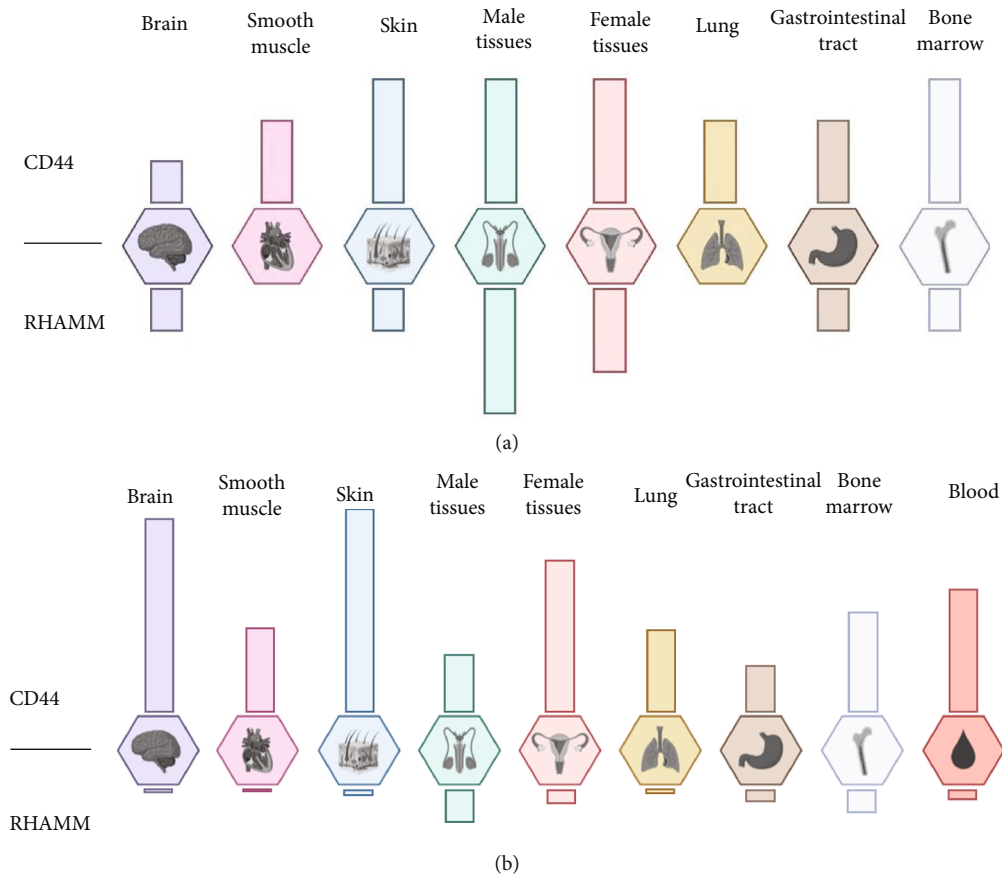 Brain
Smooth
muscle
Skin
Male
tissues
Female
tissues
Lung
Gastrointestinal
tract
Bone
marrow
CD44
RHAMM
(a)
Brain
Smooth
muscle
Skin
Male
tissues
Female
tissues
Lung
Gastrointestinal
tract
Bone
marrow
Blood
CD44
RHAMM
(b)